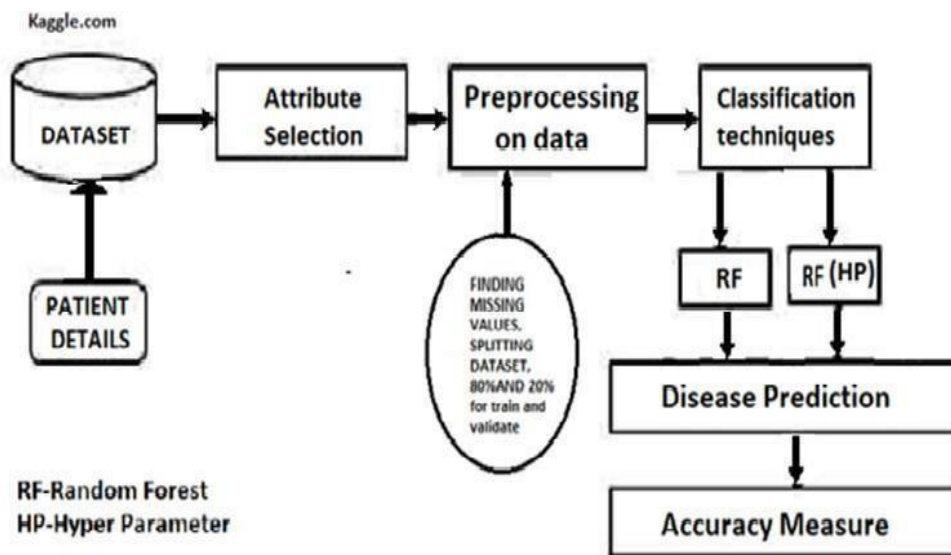 Kaggle.com
DATASET
Attribute
Selection
Preprocessing
on data
Classification
techniques
PATIENT
DETAILS
FINDING
MISSING
VALUES,
SPLITTING
DATASET,
80%AND 20%
for train and
validate
RF
RF (HP)
Disease Prediction
Accuracy Measure
RF-Random Forest
HP-Hyper Parameter